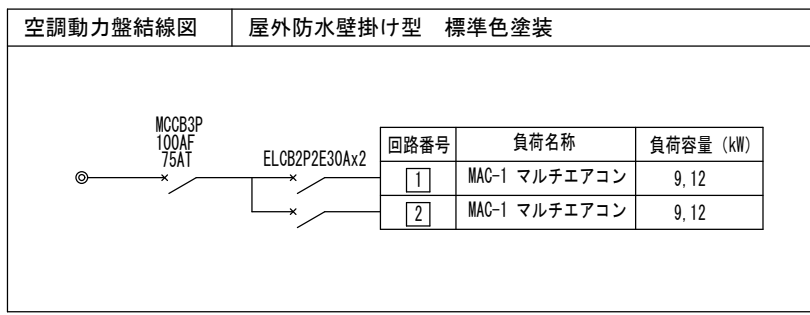 空調動力盤結線図 屋外防水壁掛け型 標準色塗装
MCCB3P
100AF
75AT
ELCB2P2E30Ax2
回路番号 負荷名称 負荷容量 (kW)
1 MAC-1 マルチエアコン 9,12
2 MAC-1 マルチエアコン 9,12